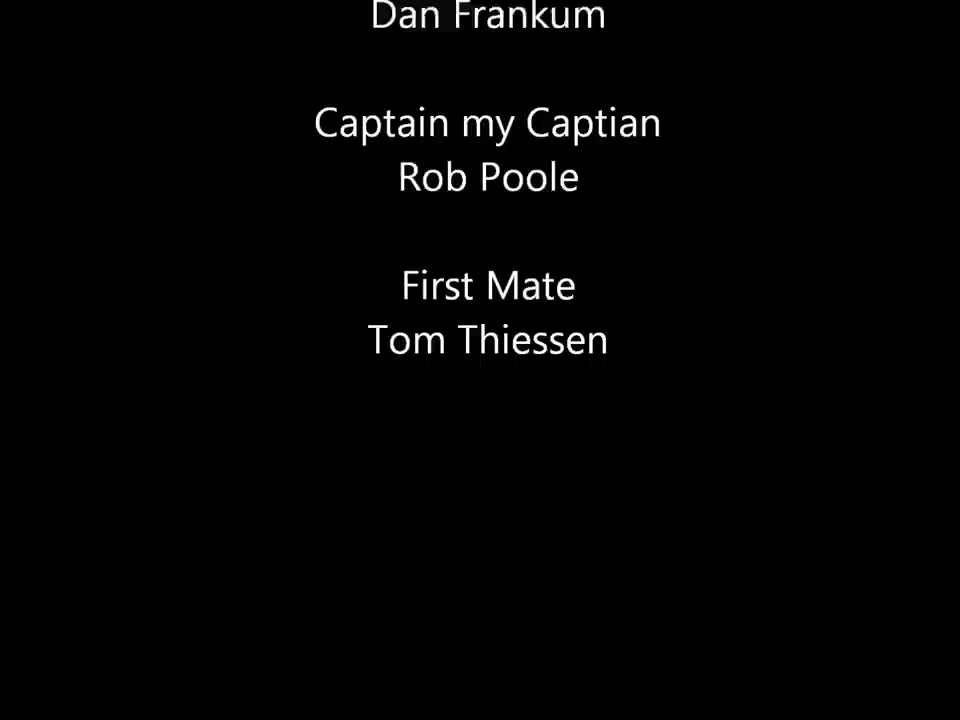 Dan Frankum
Captain my Captian
Rob Poole
First Mate
Tom Thiessen